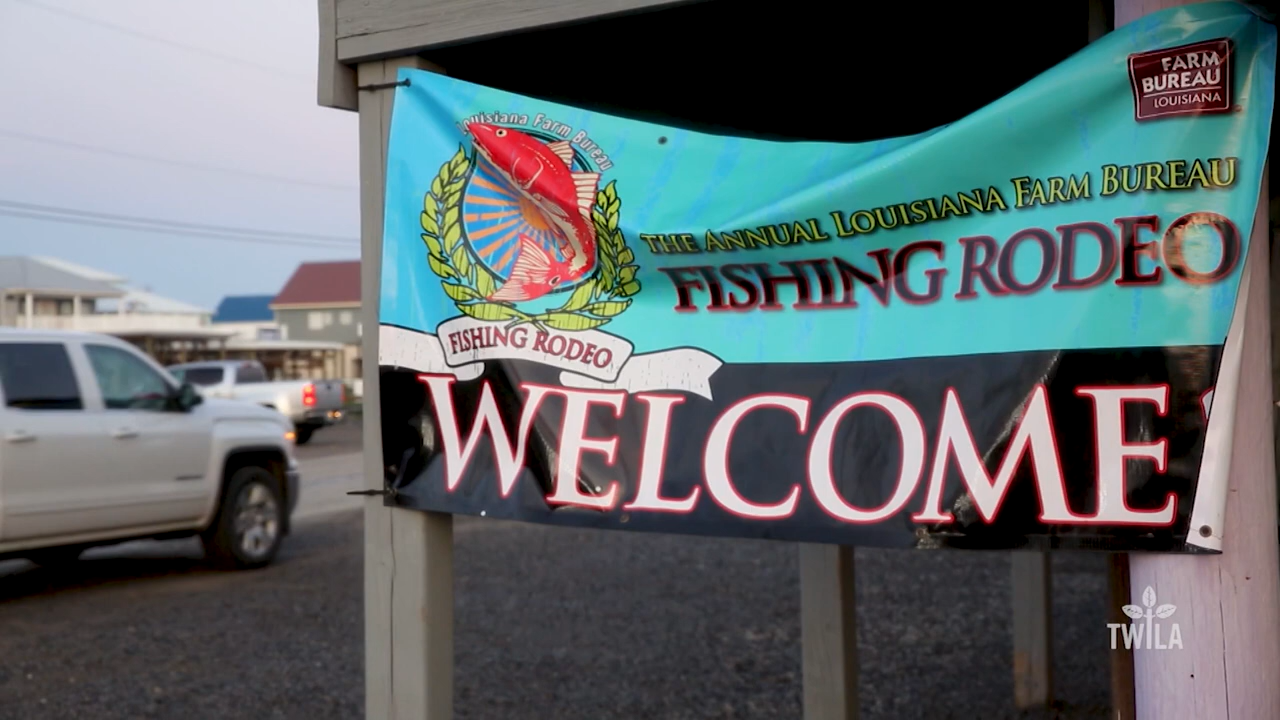 FARM
BUREAU
LOUISIANA
Louisiana Farm Bureau
THE ANNUAL LOUISIANA FARM BUREAU
FISHING RODEO
FISHING RODEO
WELCOME
TWILA